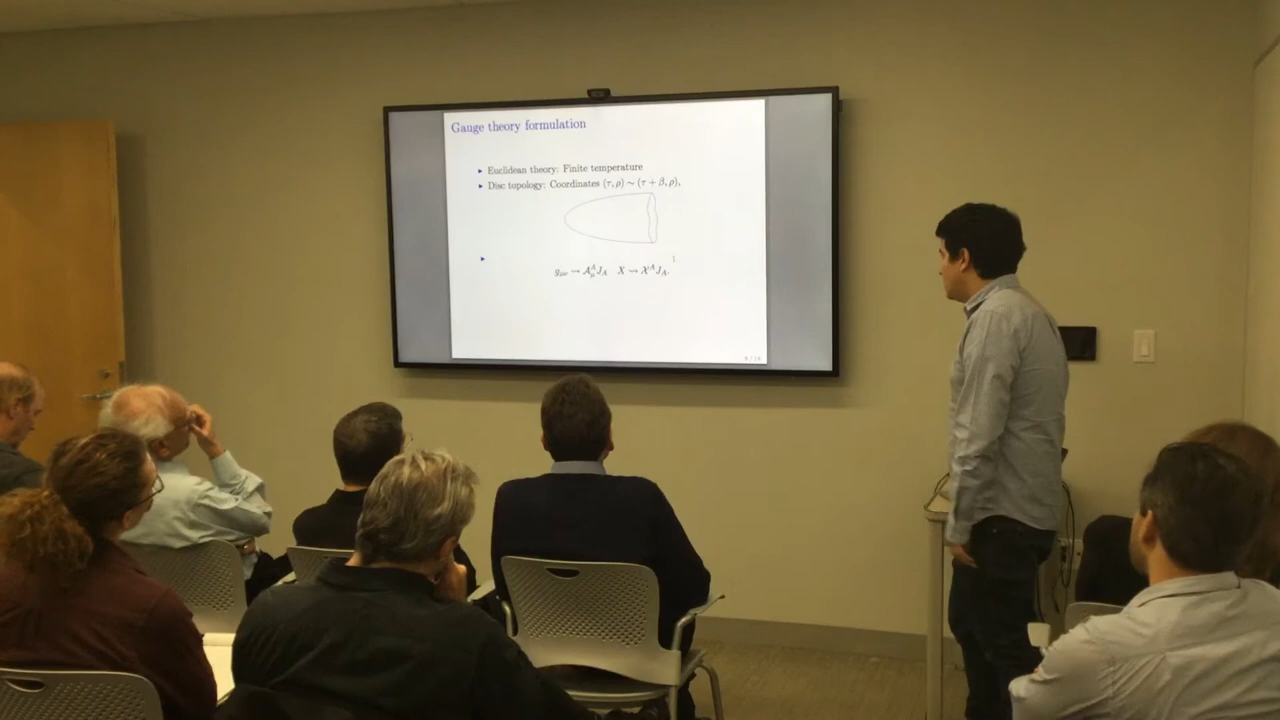 Gauge theory formulation
▸ Euclidean theory: Finite temperature
▸ Disc topology: Coordinates (τ, ρ) ∼ (τ + β, ρ),
▸
g_{μν} → 𝒜^A_μ J_A X → 𝒳^A J_A.